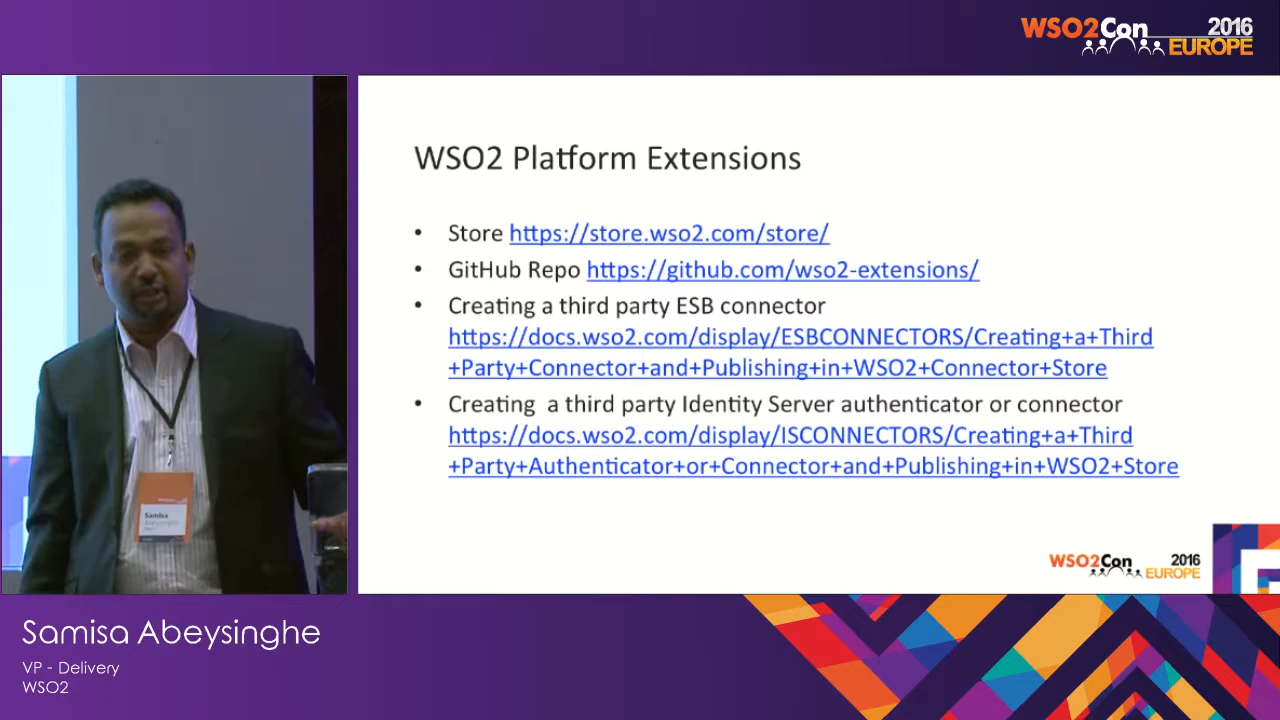 WSO2Con 2016
EUROPE
WSO2 Platform Extensions
• Store https://store.wso2.com/store/
• GitHub Repo https://github.com/wso2-extensions/
• Creating a third party ESB connector
https://docs.wso2.com/display/ESBCONNECTORS/Creating+a+Third
+Party+Connector+and+Publishing+in+WSO2+Connector+Store
• Creating a third party Identity Server authenticator or connector
https://docs.wso2.com/display/ISCONNECTORS/Creating+a+Third
+Party+Authenticator+or+Connector+and+Publishing+in+WSO2+Store
Samisa
Abeysinghe
WSO2Con 2016
EUROPE
Samisa Abeysinghe
VP - Delivery
WSO2